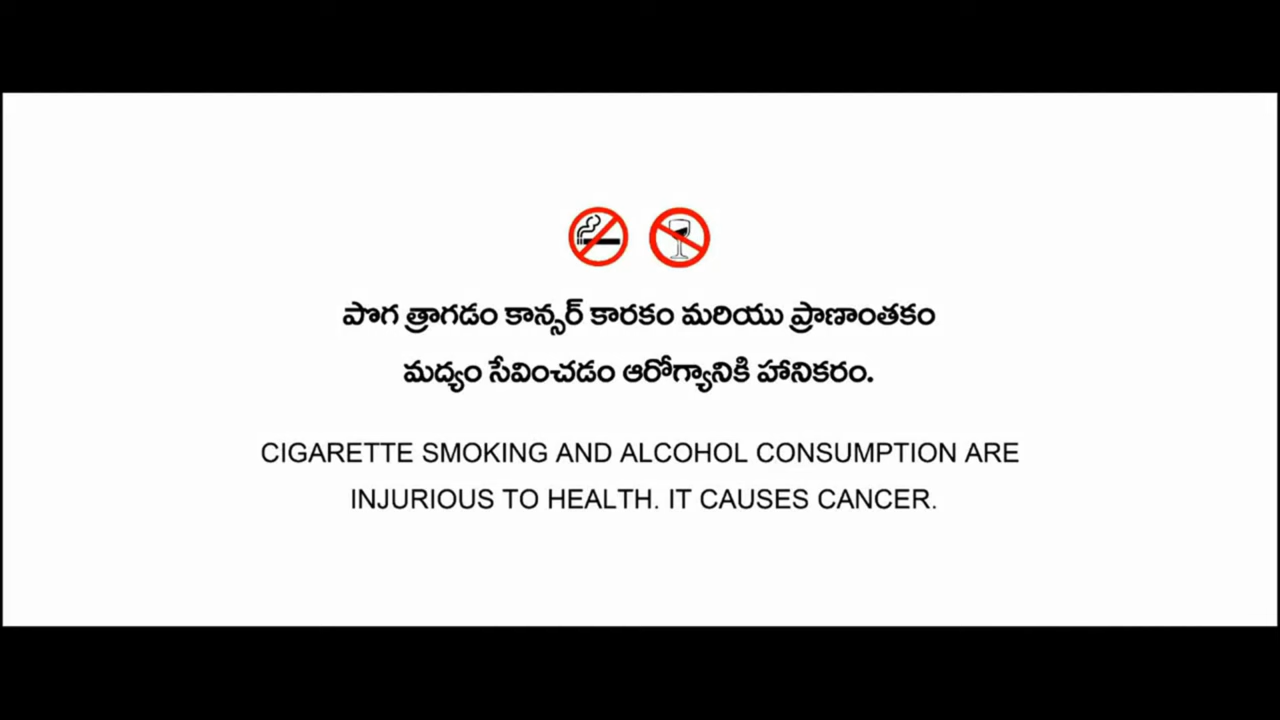 పొగ త్రాగడం కాన్సర్ కారకం మరియు ప్రాణాంతకం
మద్యం సేవించడం ఆరోగ్యానికి హానికరం.
CIGARETTE SMOKING AND ALCOHOL CONSUMPTION ARE
INJURIOUS TO HEALTH. IT CAUSES CANCER.